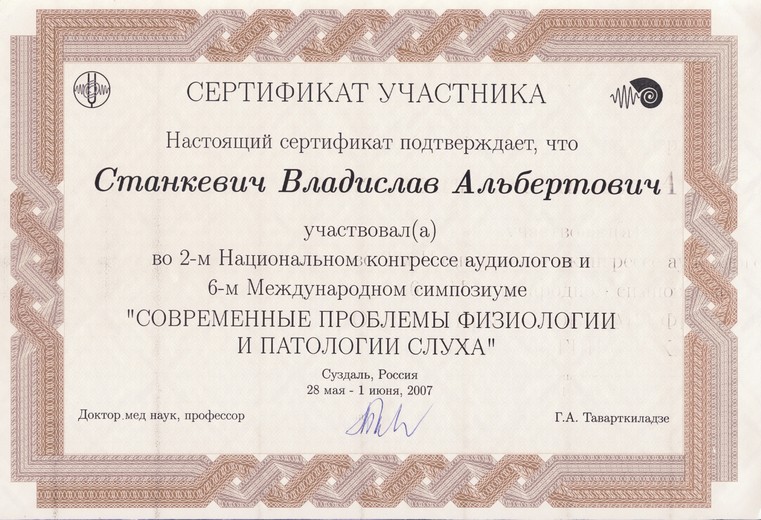 СЕРТИФИКАТ УЧАСТНИКА
Настоящий сертификат подтверждает, что
Станкевич Владислав Альбертович
участвовал(а)
во 2-м Национальном конгрессе аудиологов и
6-м Международном симпозиуме
"СОВРЕМЕННЫЕ ПРОБЛЕМЫ ФИЗИОЛОГИИ
И ПАТОЛОГИИ СЛУХА"
Суздаль, Россия
28 мая - 1 июня, 2007
Доктор мед наук, профессор Г.А. Таварткиладзе